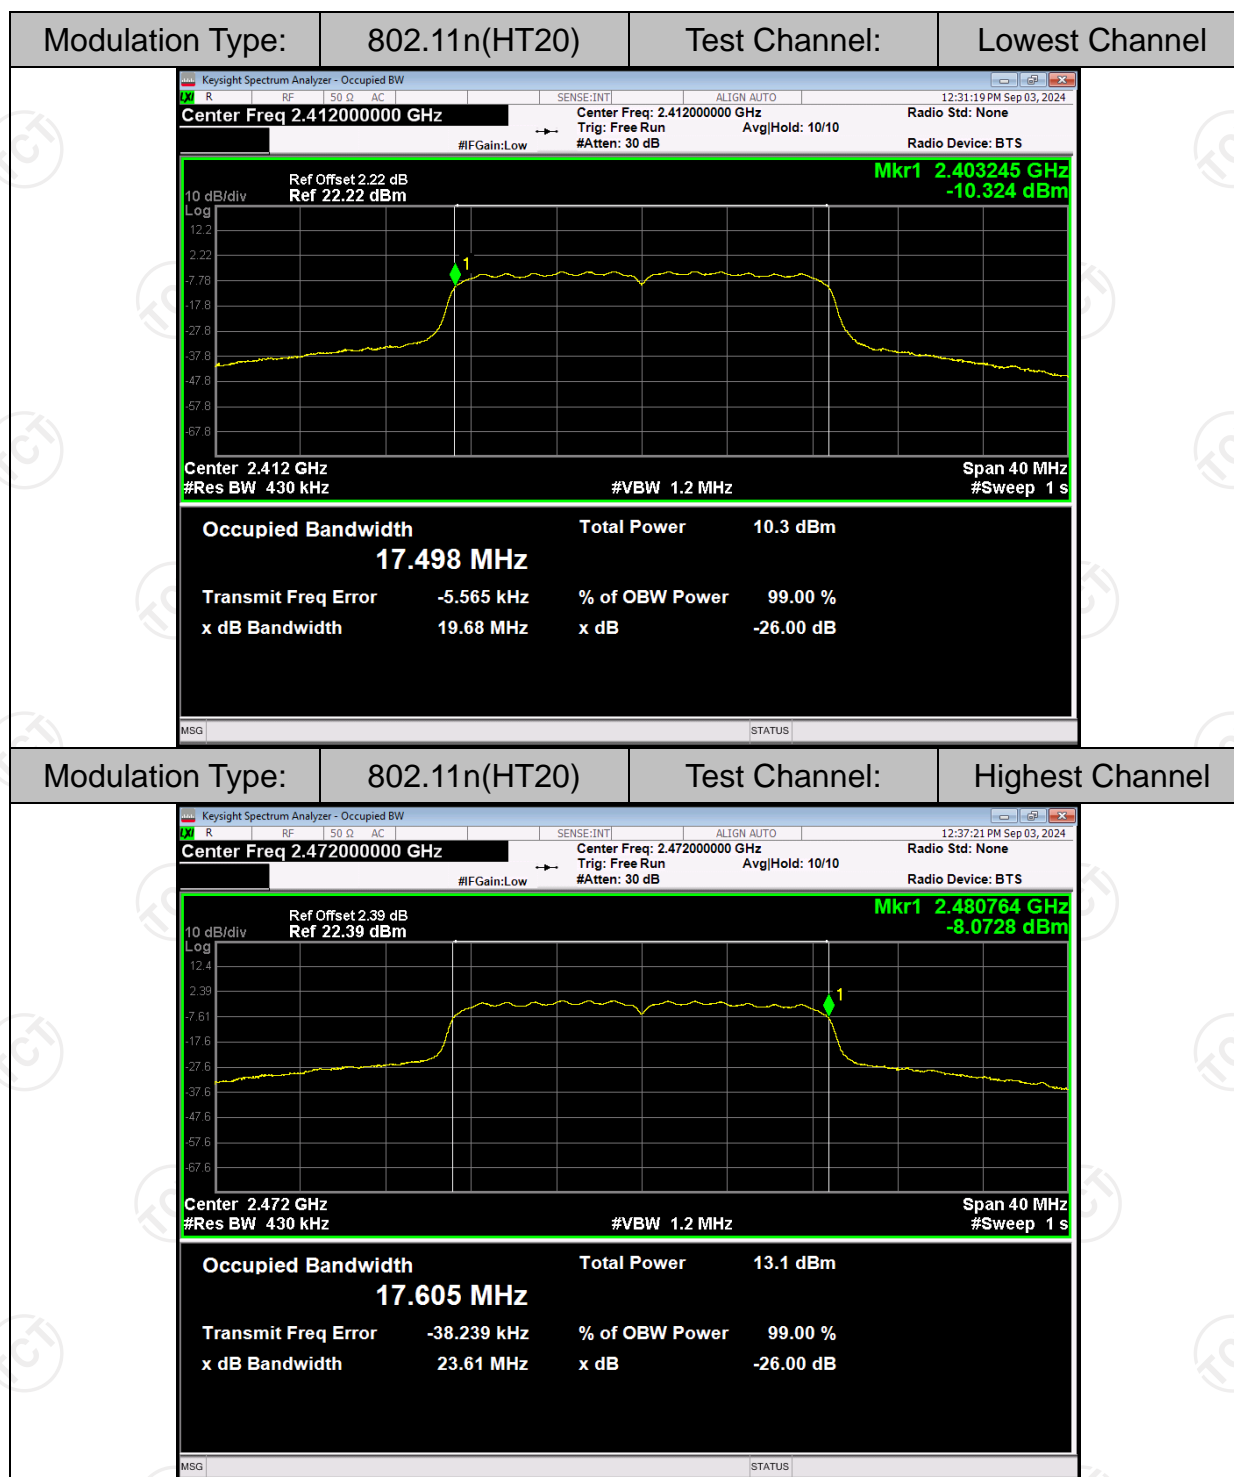 Modulation Type: 802.11n(HT20) Test Channel: Lowest Channel
Keysight Spectrum Analyzer - Occupied BW
LXI R RF 50 Ω AC SENSE:INT ALIGN AUTO 12:31:19 PM Sep 03, 2024
Center Freq 2.412000000 GHz Center Freq: 2.412000000 GHz Radio Std: None
Trig: Free Run Avg|Hold: 10/10
#IFGain:Low #Atten: 30 dB Radio Device: BTS
Mkr1 2.403245 GHz
Ref Offset 2.22 dB
10 dB/div Ref 22.22 dBm -10.324 dBm
Log
12.2
2.22
1
-7.78
-17.8
-27.8
-37.8
-47.8
-57.8
-67.8
Center 2.412 GHz Span 40 MHz
#Res BW 430 kHz #VBW 1.2 MHz #Sweep 1 s
Occupied Bandwidth Total Power 10.3 dBm
17.498 MHz
Transmit Freq Error -5.565 kHz % of OBW Power 99.00 %
x dB Bandwidth 19.68 MHz x dB -26.00 dB
MSG STATUS
Modulation Type: 802.11n(HT20) Test Channel: Highest Channel
Keysight Spectrum Analyzer - Occupied BW
LXI R RF 50 Ω AC SENSE:INT ALIGN AUTO 12:37:21 PM Sep 03, 2024
Center Freq 2.472000000 GHz Center Freq: 2.472000000 GHz Radio Std: None
Trig: Free Run Avg|Hold: 10/10
#IFGain:Low #Atten: 30 dB Radio Device: BTS
Mkr1 2.480764 GHz
Ref Offset 2.39 dB
10 dB/div Ref 22.39 dBm -8.0728 dBm
Log
12.4
2.39
1
-7.61
-17.6
-27.6
-37.6
-47.6
-57.6
-67.6
Center 2.472 GHz Span 40 MHz
#Res BW 430 kHz #VBW 1.2 MHz #Sweep 1 s
Occupied Bandwidth Total Power 13.1 dBm
17.605 MHz
Transmit Freq Error -38.239 kHz % of OBW Power 99.00 %
x dB Bandwidth 23.61 MHz x dB -26.00 dB
MSG STATUS